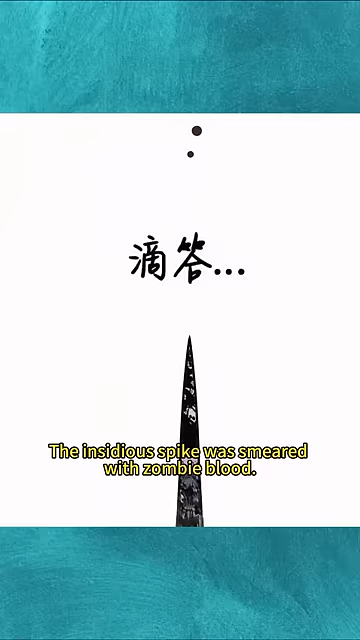 滴答...
The insidious spike was smeared
with zombie blood.